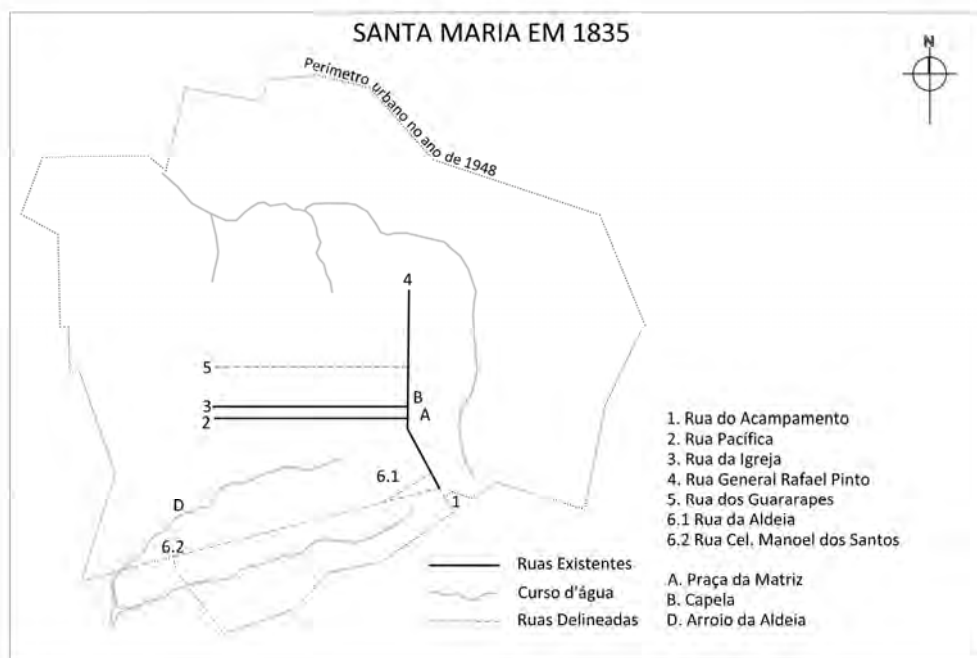 SANTA MARIA EM 1835
N
Perímetro urbano no ano de 1948
4
5
B
3
A
2
6.1
1
D
6.2
1. Rua do Acampamento
2. Rua Pacífica
3. Rua da Igreja
4. Rua General Rafael Pinto
5. Rua dos Guararapes
6.1 Rua da Aldeia
6.2 Rua Cel. Manoel dos Santos
Ruas Existentes
Curso d'água
Ruas Delineadas
A. Praça da Matriz
B. Capela
D. Arroio da Aldeia